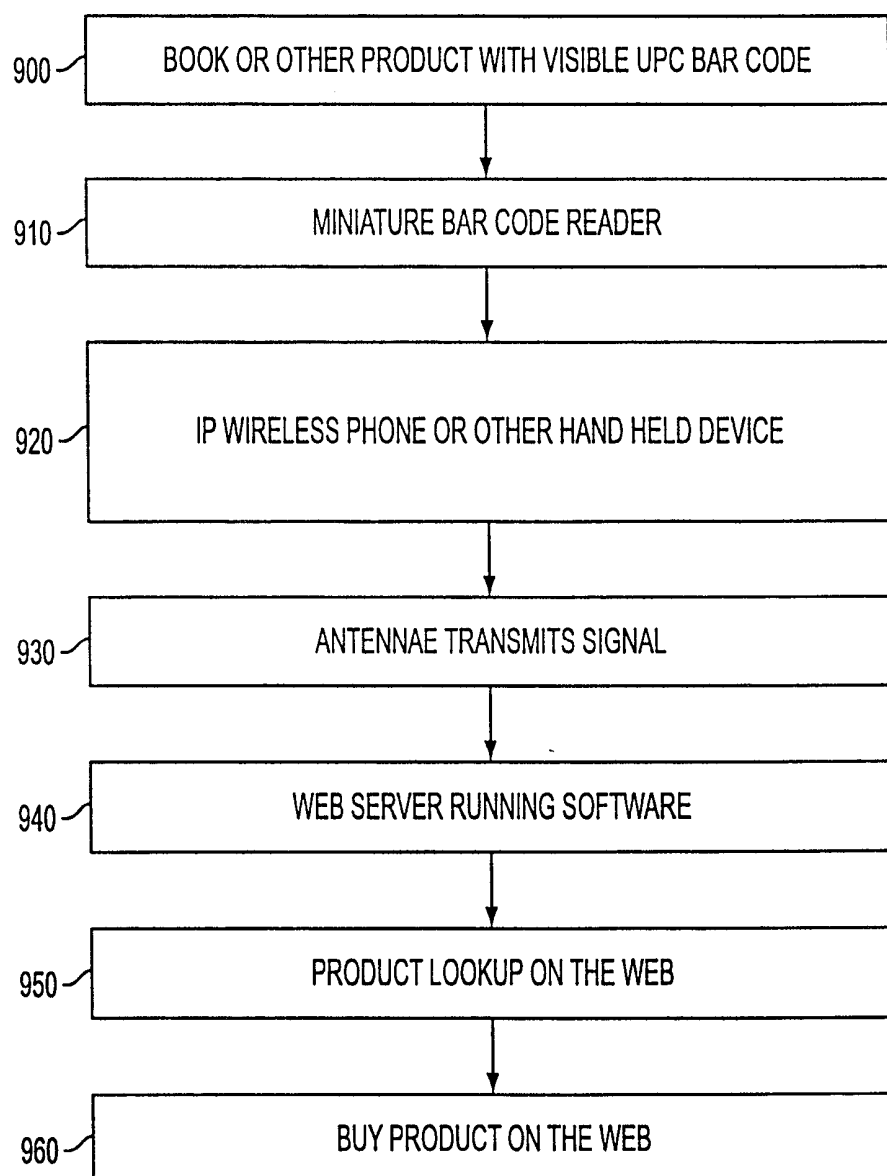 900 BOOK OR OTHER PRODUCT WITH VISIBLE UPC BAR CODE
910 MINIATURE BAR CODE READER
920 IP WIRELESS PHONE OR OTHER HAND HELD DEVICE
930 ANTENNAE TRANSMITS SIGNAL
940 WEB SERVER RUNNING SOFTWARE
950 PRODUCT LOOKUP ON THE WEB
960 BUY PRODUCT ON THE WEB